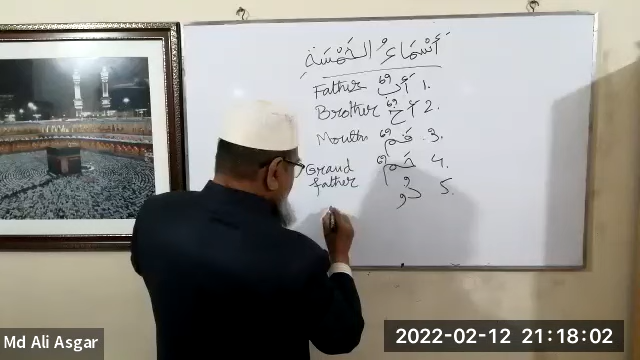 أَسْمَاءُ الخَمْسَةِ
Father أَبٌ 1.
Brother أَخٌ 2.
Mouth فَمٌ 3.
Grand father حَمٌ 4.
ذُو 5.
Md Ali Asgar
2022-02-12 21:18:02